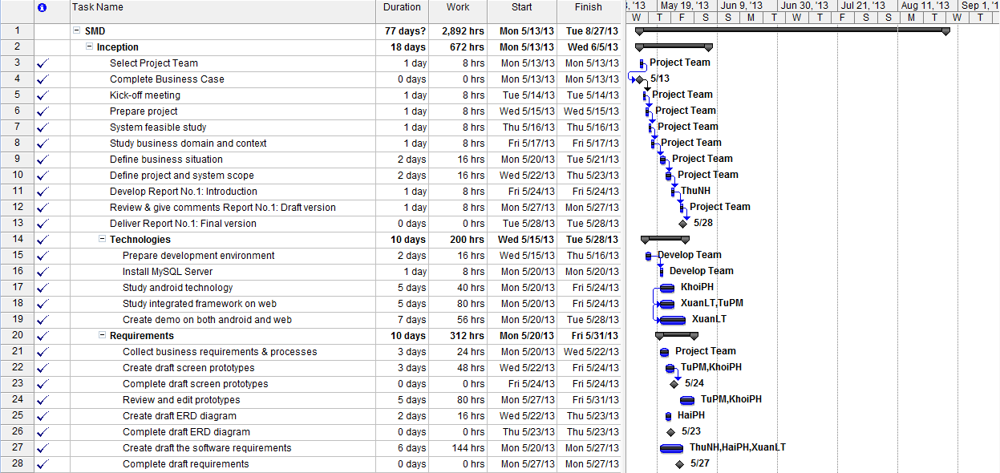 Task Name Duration Work Start Finish 3, '13 May 19, '13 Jun 9, '13 Jun 30, '13 Jul 21, '13 Aug 11, '13 Sep 1, '1
W T F S S M T W T F S S M T W T
1 SMD 77 days? 2,892 hrs Mon 5/13/13 Tue 8/27/13
2 Inception 18 days 672 hrs Mon 5/13/13 Wed 6/5/13
3 Select Project Team 1 day 8 hrs Mon 5/13/13 Mon 5/13/13 Project Team
4 Complete Business Case 0 days 0 hrs Mon 5/13/13 Mon 5/13/13 5/13
5 Kick-off meeting 1 day 8 hrs Tue 5/14/13 Tue 5/14/13 Project Team
6 Prepare project 1 day 8 hrs Wed 5/15/13 Wed 5/15/13 Project Team
7 System feasible study 1 day 8 hrs Thu 5/16/13 Thu 5/16/13 Project Team
8 Study business domain and context 1 day 8 hrs Fri 5/17/13 Fri 5/17/13 Project Team
9 Define business situation 2 days 16 hrs Mon 5/20/13 Tue 5/21/13 Project Team
10 Define project and system scope 2 days 16 hrs Wed 5/22/13 Thu 5/23/13 Project Team
11 Develop Report No.1: Introduction 1 day 8 hrs Fri 5/24/13 Fri 5/24/13 ThuNH
12 Review & give comments Report No.1: Draft version 1 day 8 hrs Mon 5/27/13 Mon 5/27/13 Project Team
13 Deliver Report No.1: Final version 0 days 0 hrs Tue 5/28/13 Tue 5/28/13 5/28
14 Technologies 10 days 200 hrs Wed 5/15/13 Tue 5/28/13
15 Prepare development environment 2 days 16 hrs Wed 5/15/13 Thu 5/16/13 Develop Team
16 Install MySQL Server 1 day 8 hrs Mon 5/20/13 Mon 5/20/13 Develop Team
17 Study android technology 5 days 40 hrs Mon 5/20/13 Fri 5/24/13 KhoiPH
18 Study integrated framework on web 5 days 80 hrs Mon 5/20/13 Fri 5/24/13 XuanLT,TuPM
19 Create demo on both android and web 7 days 56 hrs Mon 5/20/13 Tue 5/28/13 XuanLT
20 Requirements 10 days 312 hrs Mon 5/20/13 Fri 5/31/13
21 Collect business requirements & processes 3 days 24 hrs Mon 5/20/13 Wed 5/22/13 Project Team
22 Create draft screen prototypes 3 days 48 hrs Wed 5/22/13 Fri 5/24/13 TuPM,KhoiPH
23 Complete draft screen prototypes 0 days 0 hrs Fri 5/24/13 Fri 5/24/13 5/24
24 Review and edit prototypes 5 days 80 hrs Mon 5/27/13 Fri 5/31/13 TuPM,KhoiPH
25 Create draft ERD diagram 2 days 16 hrs Wed 5/22/13 Thu 5/23/13 HaiPH
26 Complete draft ERD diagram 0 days 0 hrs Thu 5/23/13 Thu 5/23/13 5/23
27 Create draft the software requirements 6 days 144 hrs Mon 5/20/13 Mon 5/27/13 ThuNH,HaiPH,XuanLT
28 Complete draft requirements 0 days 0 hrs Mon 5/27/13 Mon 5/27/13 5/27